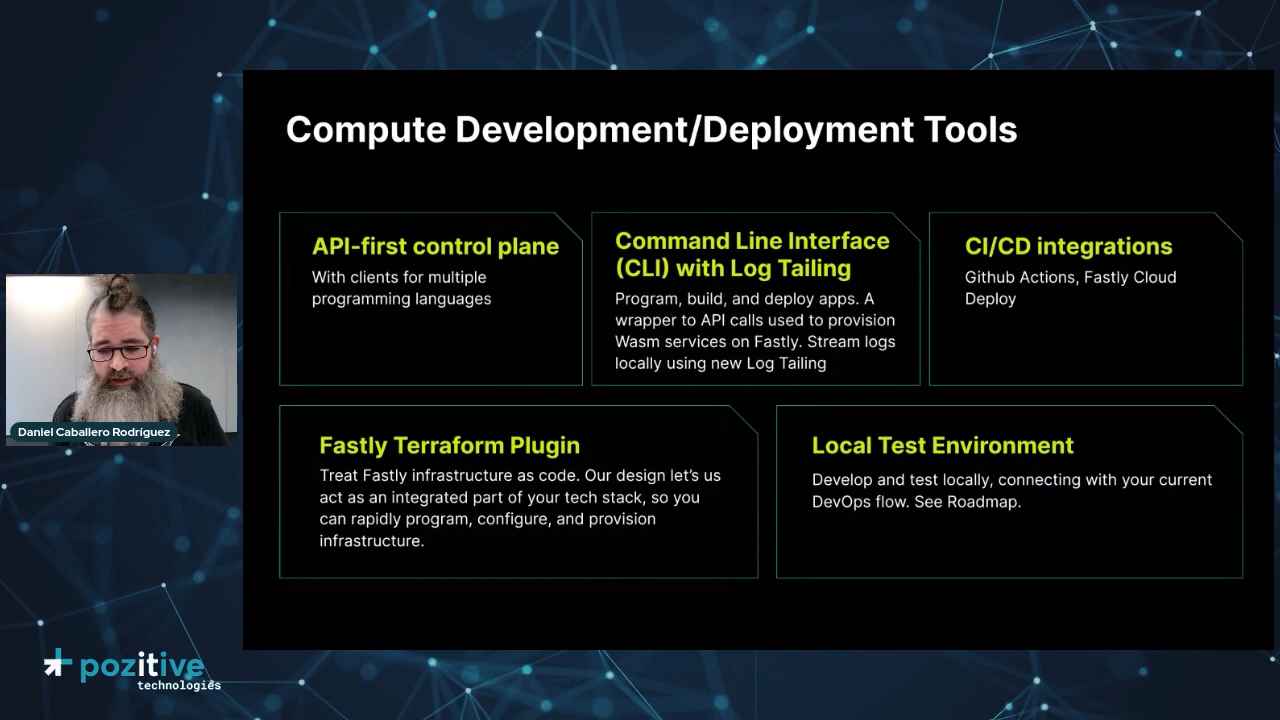 Compute Development/Deployment Tools
API-first control plane
With clients for multiple
programming languages
Command Line Interface
(CLI) with Log Tailing
Program, build, and deploy apps. A
wrapper to API calls used to provision
Wasm services on Fastly. Stream logs
locally using new Log Tailing
CI/CD integrations
Github Actions, Fastly Cloud
Deploy
Fastly Terraform Plugin
Treat Fastly infrastructure as code. Our design let's us
act as an integrated part of your tech stack, so you
can rapidly program, configure, and provision
infrastructure.
Local Test Environment
Develop and test locally, connecting with your current
DevOps flow. See Roadmap.
Daniel Caballero Rodríguez
pozitive
technologies